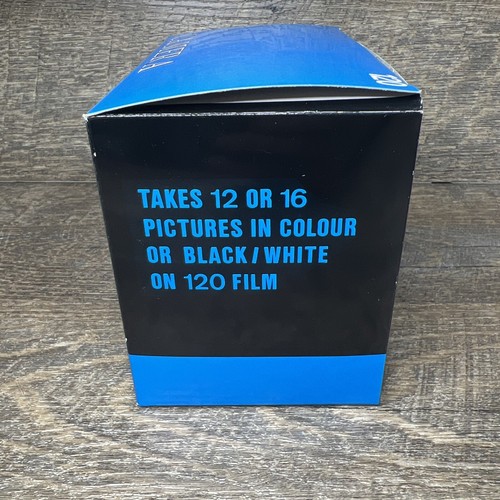 TAKES 12 OR 16
PICTURES IN COLOUR
OR BLACK/WHITE
ON 120 FILM